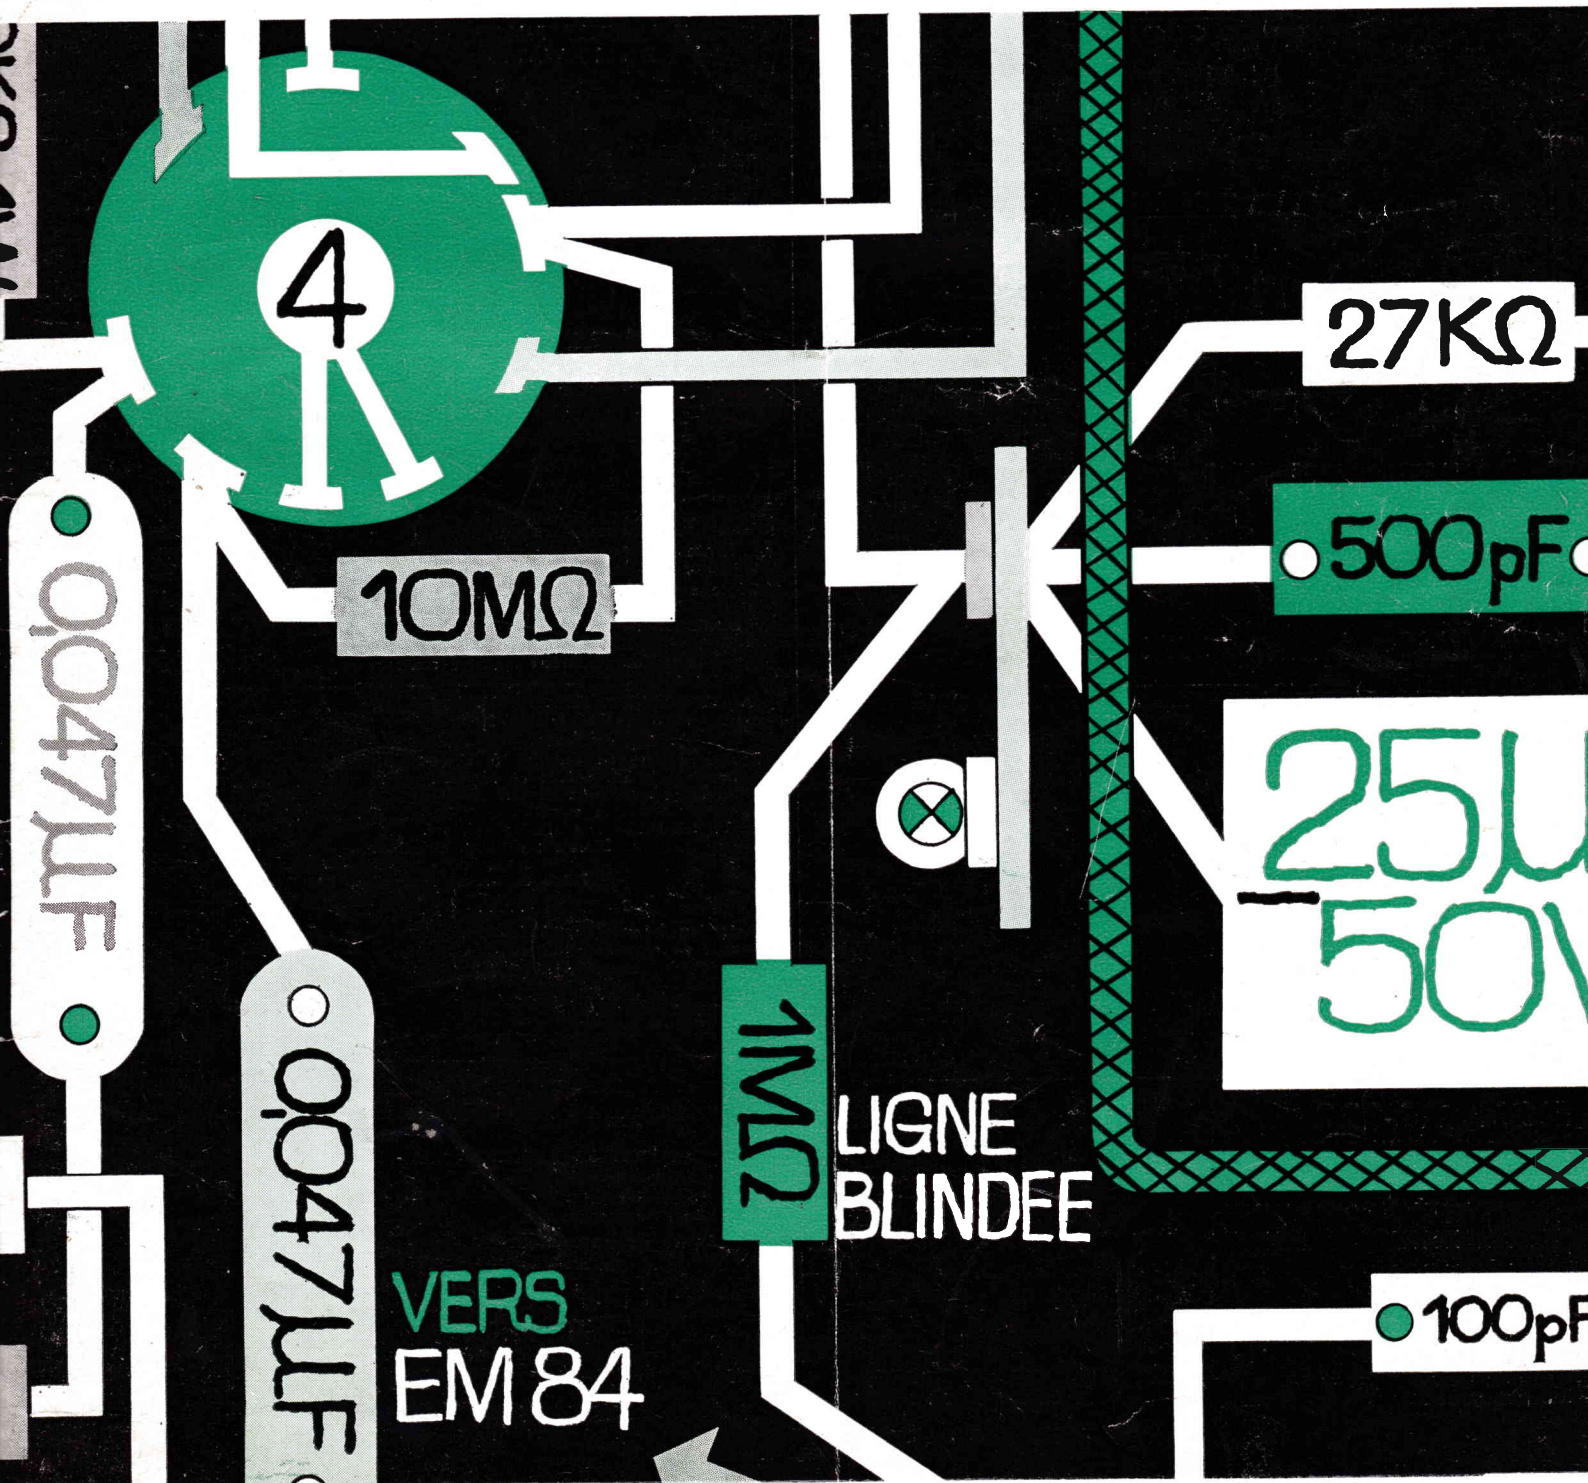 4
27KΩ
500pF
10MΩ
0,047µF
25µ
50V
1MΩ
LIGNE
BLINDEE
0,047µF
VERS
EM 84
100pF